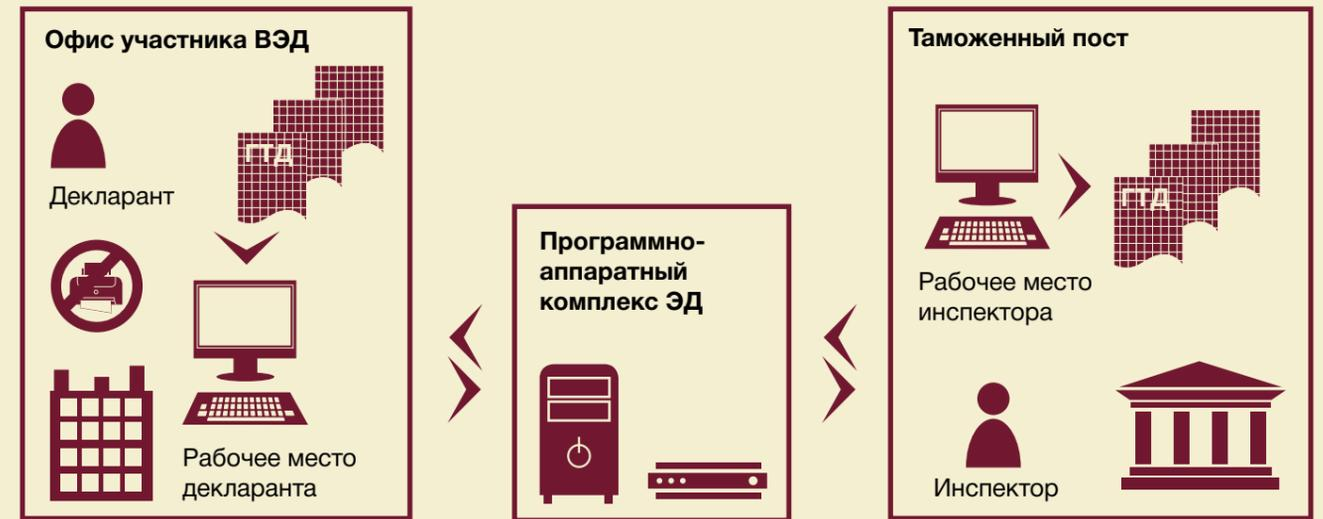 Офис участника ВЭД
ГТД
Декларант
Рабочее место
декларанта
Программно-
аппаратный
комплекс ЭД
Таможенный пост
ГТД
Рабочее место
инспектора
Инспектор